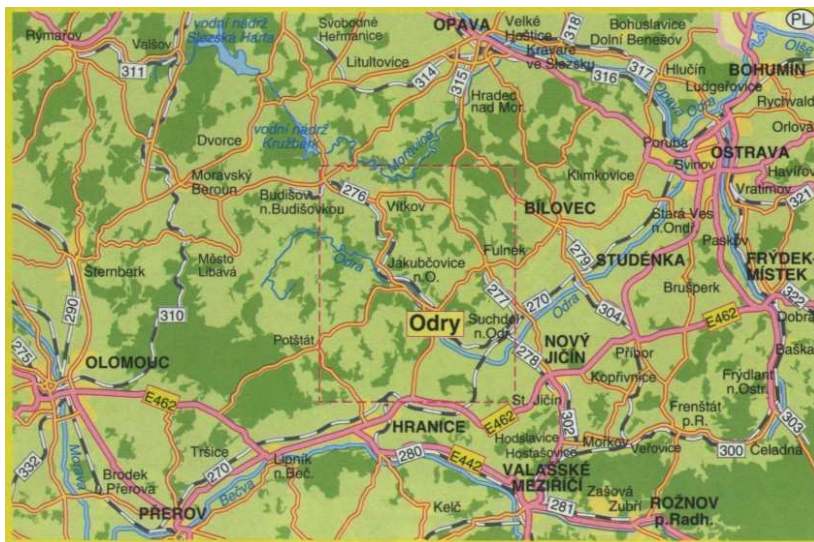 vodní nádrž
Slezská Harta
Svobodné
Heřmanice
OPAVA
Velké
Hoštice
318
Bohuslavice
Dolní Benešov
PL
Rýmařov
Valšov
311
Litultovice
314
315
Kravaře
ve Slezsku
316
317
Hlučín
Olše
BOHUMÍN
Ludgeřovice
Hradec
nad Mor.
Opava
Odra
Rychvald
Dvorce
vodní nádrž
Kružberk
Moravice
Poruba
OSTRAVA
Orlová
Svinov
Havířov
Moravský
Beroun
Budišov
n.Budišovkou
276
Vítkov
Klimkovice
BÍLOVEC
Vratimov
321
Stará Ves
n.Ondř.
Paskov
Šternberk
Město
Libavá
Odra
Jakubčovice
n.O.
Fulnek
279
STUDÉNKA
FRÝDEK-
MÍSTEK
290
310
277
270
Odra
Brušperk
322
Odry
Suchdol
n.Odr.
304
E462
Dobrá
275
OLOMOUC
Potštát
278
NOVÝ
JIČÍN
Příbor
Baška
Kopřivnice
Frýdlant
n.Ostr.
E462
St. Jičín
HRANICE
E462
302
Frenštát
p.R.
303
Hodslavice
Hostašovice
Mořkov
Veřovice
300
Čeladná
332
Morava
Tršice
270
Lipník
n.Beč.
280
E442
VALAŠSKÉ
MEZIŘÍČÍ
Brodek
u Přerova
Bečva
Kelč
Zašová
Zubří
ROŽNOV
p.Radh.
281
PŘEROV